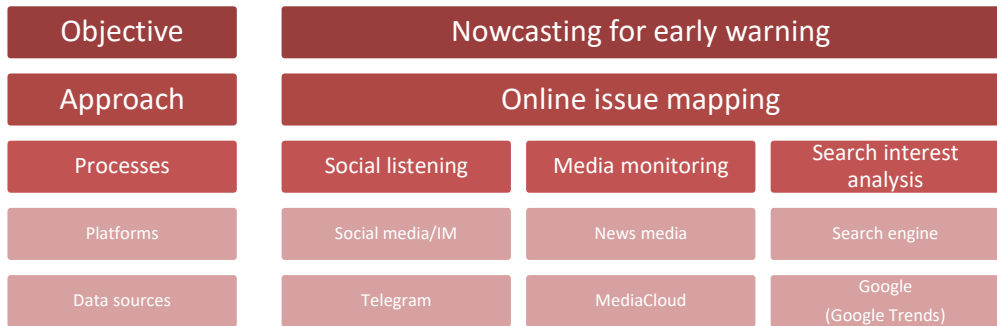 Objective
Nowcasting for early warning
Approach
Online issue mapping
Processes
Social listening
Media monitoring
Search interest
analysis
Platforms
Social media/IM
News media
Search engine
Data sources
Telegram
MediaCloud
Google
(Google Trends)